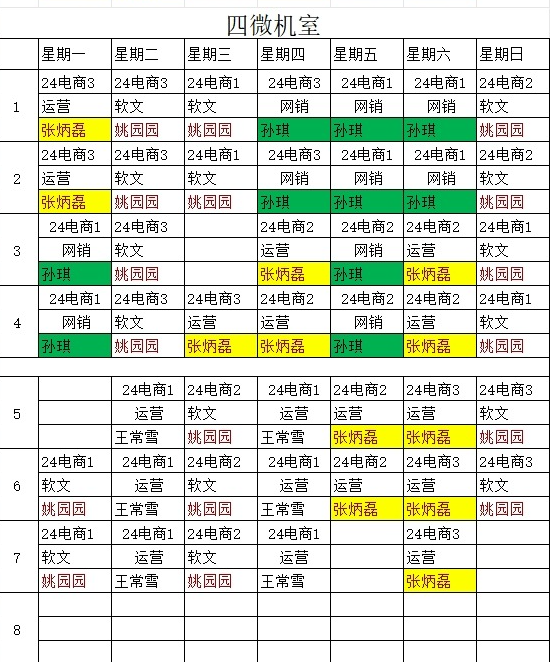 四微机室
星期一 星期二 星期三 星期四 星期五 星期六 星期日
24电商3 24电商3 24电商1 24电商3 24电商1 24电商1 24电商2
1 运营 软文 软文 网销 网销 网销 软文
张炳磊 姚园园 姚园园 孙琪 孙琪 孙琪 姚园园
24电商3 24电商3 24电商1 24电商3 24电商1 24电商1 24电商2
2 运营 软文 软文 网销 网销 网销 软文
张炳磊 姚园园 姚园园 孙琪 孙琪 孙琪 姚园园
24电商1 24电商3 24电商2 24电商2 24电商2 24电商1
3 网销 软文 运营 网销 运营 软文
孙琪 姚园园 张炳磊 孙琪 张炳磊 姚园园
24电商1 24电商3 24电商3 24电商2 24电商2 24电商2 24电商1
4 网销 软文 运营 运营 网销 运营 软文
孙琪 姚园园 张炳磊 张炳磊 孙琪 张炳磊 姚园园
24电商1 24电商2 24电商1 24电商2 24电商3 24电商3
5 运营 软文 运营 运营 运营 软文
王常雪 姚园园 王常雪 张炳磊 张炳磊 姚园园
24电商1 24电商1 24电商2 24电商1 24电商2 24电商3 24电商3
6 软文 运营 软文 运营 运营 运营 软文
姚园园 王常雪 姚园园 王常雪 张炳磊 张炳磊 姚园园
24电商1 24电商1 24电商2 24电商1 24电商3
7 软文 运营 软文 运营 运营
姚园园 王常雪 姚园园 王常雪 张炳磊
8